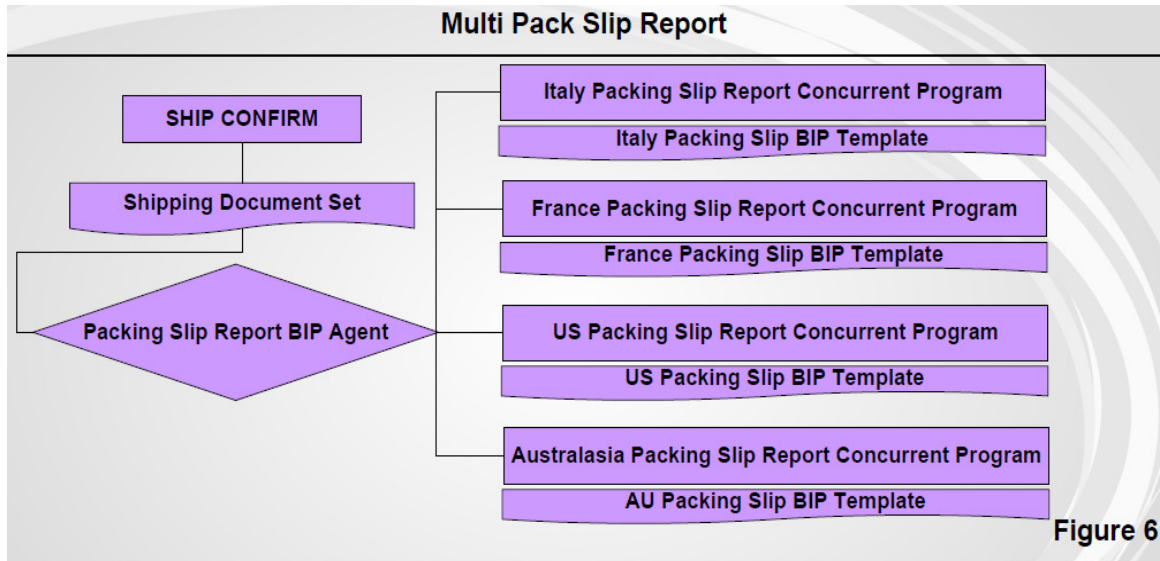 Multi Pack Slip Report
SHIP CONFIRM
Shipping Document Set
Packing Slip Report BIP Agent
Italy Packing Slip Report Concurrent Program
Italy Packing Slip BIP Template
France Packing Slip Report Concurrent Program
France Packing Slip BIP Template
US Packing Slip Report Concurrent Program
US Packing Slip BIP Template
Australasia Packing Slip Report Concurrent Program
AU Packing Slip BIP Template
Figure 6